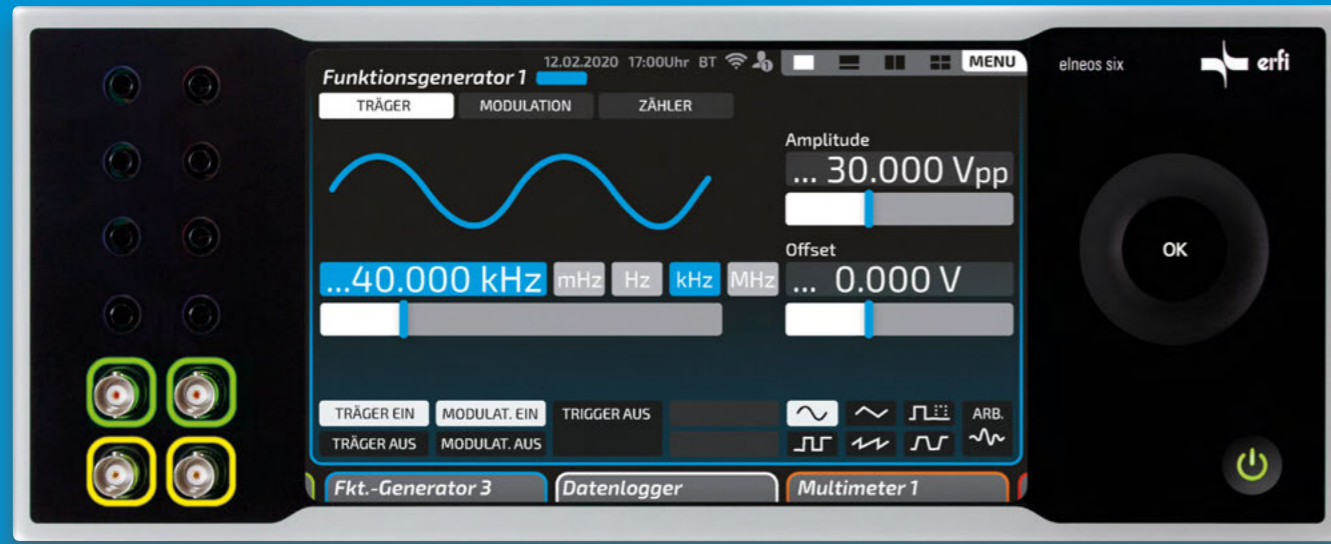 12.02.2020 17:00Uhr BT
MENU
Funktionsgenerator 1
elneos six
erfi
TRÄGER
MODULATION
ZÄHLER
Amplitude
... 30.000 Vpp
Offset
... 0.000 V
...40.000 kHz
mHz
Hz
kHz
MHz
OK
TRÄGER EIN
MODULAT. EIN
TRIGGER AUS
ARB.
TRÄGER AUS
MODULAT. AUS
Fkt.-Generator 3
Datenlogger
Multimeter 1